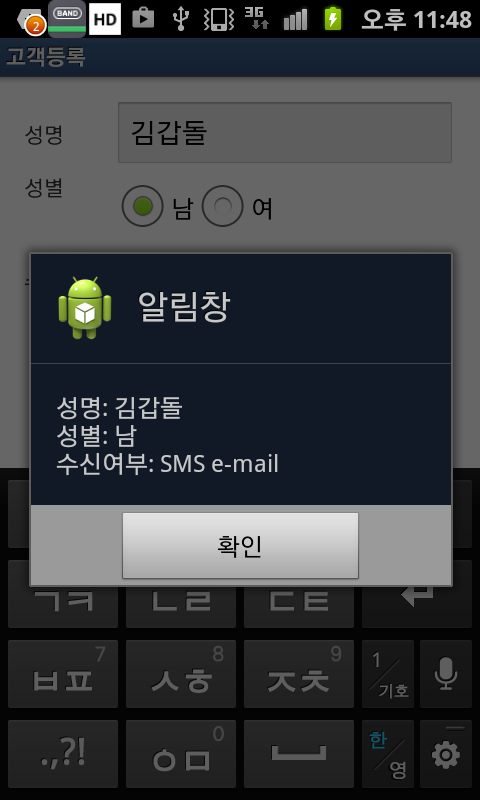 2 BAND HD 3G 오후 11:48
고객등록
성명 김갑돌
성별 남 여
알림창
성명: 김갑돌
성별: 남
수신여부: SMS e-mail
확인
ㄱㅋ ㄴㄹ ㄷㅌ
ㅂㅍ 7 ㅅㅎ 8 ㅈㅊ 9 1 기호
.,?! ㅇㅁ 0 한 영